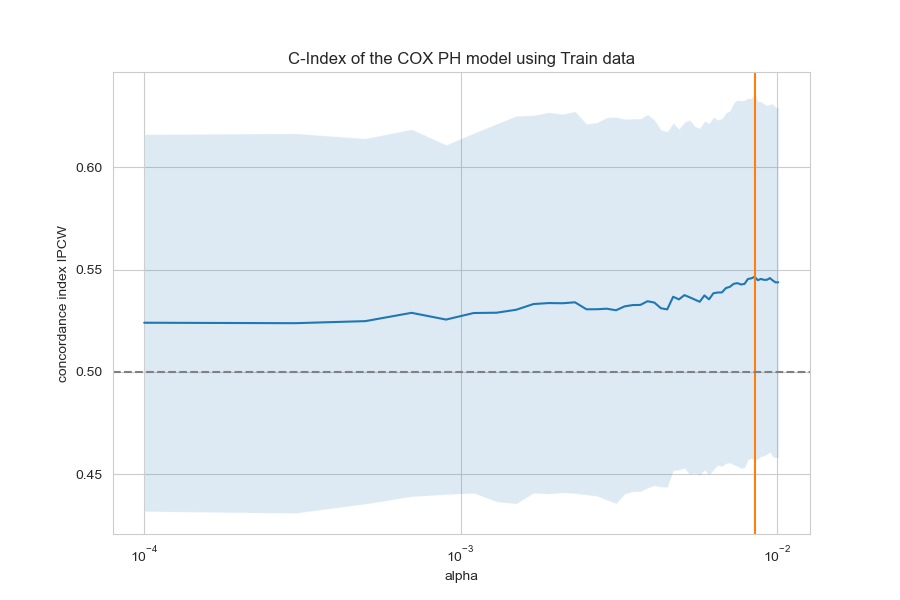 C-Index of the COX PH model using Train data
concordance index IPCW
0.60
0.55
0.50
0.45
10⁻⁴
10⁻³
10⁻²
alpha